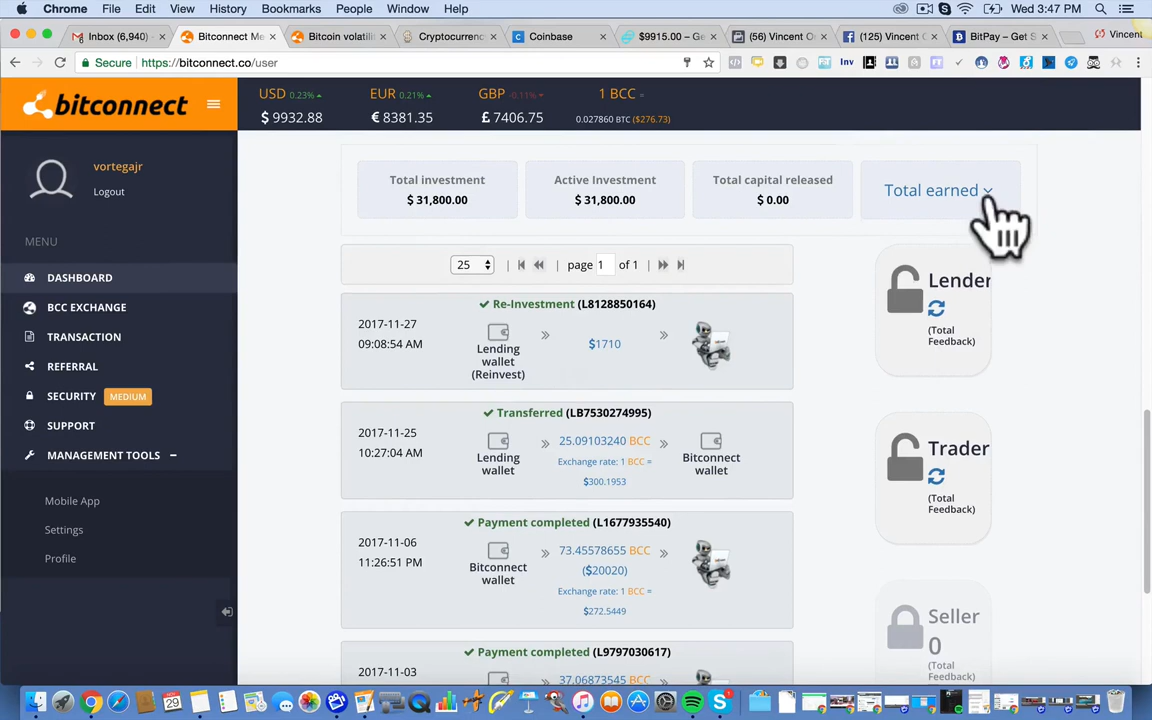 Chrome File Edit View History Bookmarks People Window Help Wed 3:47 PM
Inbox (6,940) Bitconnect Me Bitcoin volatili Cryptocurrenc Coinbase $9915.00 – Ge (56) Vincent O (125) Vincent BitPay – Get S Vincent
Secure https://bitconnect.co/user Inv
bitconnect
USD 0.23% EUR 0.21% GBP -0.11% 1 BCC =
$ 9932.88 € 8381.35 £ 7406.75 0.027860 BTC ($276.73)
vortegajr
Logout
MENU
DASHBOARD
BCC EXCHANGE
TRANSACTION
REFERRAL
SECURITY MEDIUM
SUPPORT
MANAGEMENT TOOLS
Mobile App
Settings
Profile
Total investment
$ 31,800.00
Active Investment
$ 31,800.00
Total capital released
$ 0.00
Total earned
25 page 1 of 1
Re-Investment (L8128850164)
2017-11-27
09:08:54 AM
Lending
wallet
(Reinvest)
$1710
Transferred (LB7530274995)
2017-11-25
10:27:04 AM
Lending
wallet
25.09103240 BCC
Exchange rate: 1 BCC =
$300.1953
Bitconnect
wallet
Payment completed (L1677935540)
2017-11-06
11:26:51 PM
Bitconnect
wallet
73.45578655 BCC
($20020)
Exchange rate: 1 BCC =
$272.5449
Payment completed (L9797030617)
2017-11-03
37.06873545 BCC
Lender
(Total
Feedback)
Trader
(Total
Feedback)
Seller
0
(Total
Feedback)
NOV
29